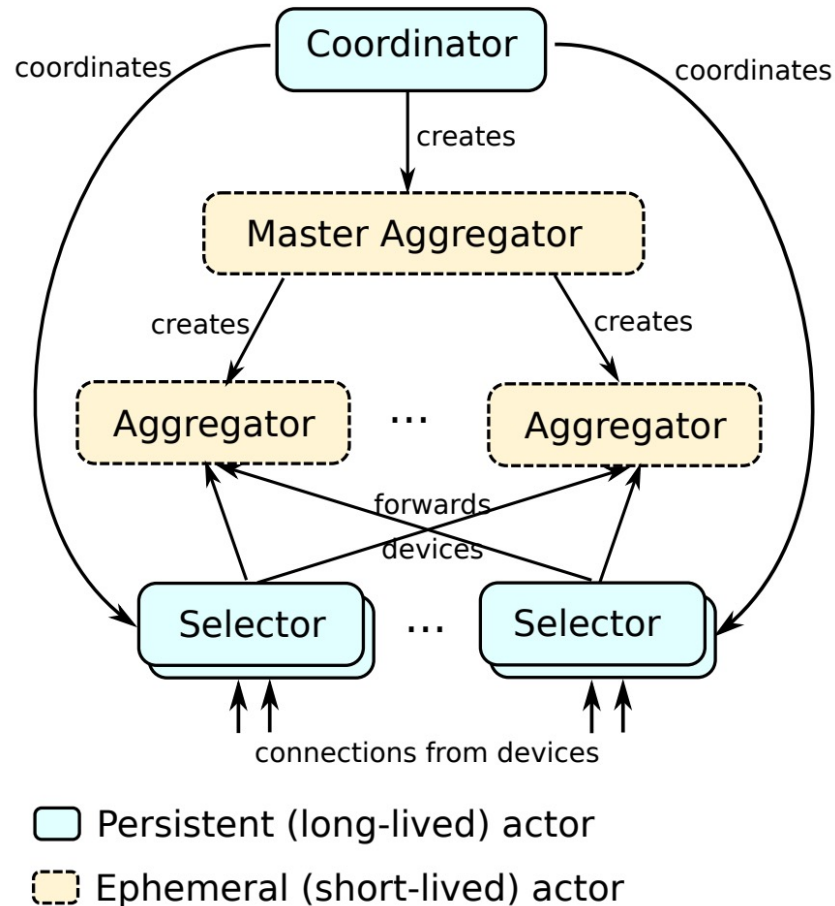 Coordinator
coordinates
coordinates
creates
Master Aggregator
creates
creates
Aggregator
...
Aggregator
forwards
devices
Selector
...
Selector
connections from devices
Persistent (long-lived) actor
Ephemeral (short-lived) actor